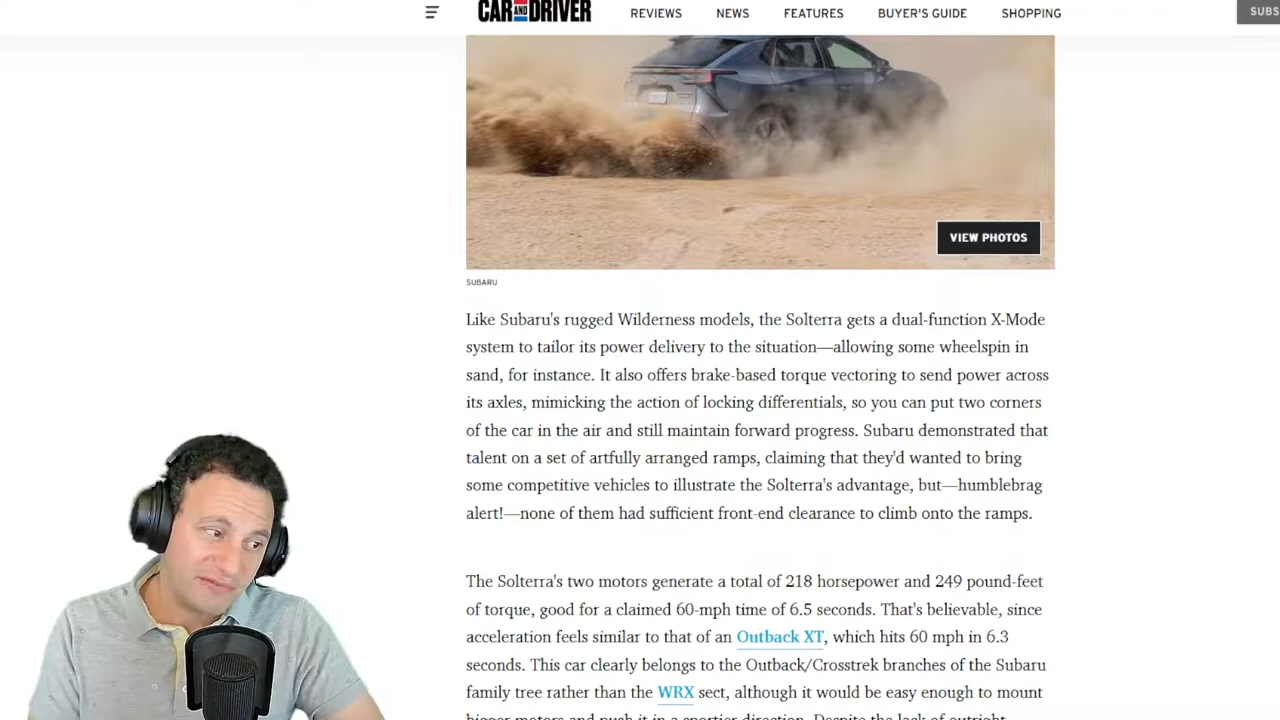 CAR AND DRIVER
REVIEWS NEWS FEATURES BUYER'S GUIDE SHOPPING
SUBS
VIEW PHOTOS
SUBARU
Like Subaru's rugged Wilderness models, the Solterra gets a dual-function X-Mode
system to tailor its power delivery to the situation—allowing some wheelspin in
sand, for instance. It also offers brake-based torque vectoring to send power across
its axles, mimicking the action of locking differentials, so you can put two corners
of the car in the air and still maintain forward progress. Subaru demonstrated that
talent on a set of artfully arranged ramps, claiming that they'd wanted to bring
some competitive vehicles to illustrate the Solterra's advantage, but—humblebrag
alert!—none of them had sufficient front-end clearance to climb onto the ramps.
The Solterra's two motors generate a total of 218 horsepower and 249 pound-feet
of torque, good for a claimed 60-mph time of 6.5 seconds. That's believable, since
acceleration feels similar to that of an Outback XT, which hits 60 mph in 6.3
seconds. This car clearly belongs to the Outback/Crosstrek branches of the Subaru
family tree rather than the WRX sect, although it would be easy enough to mount
bigger motors and push it in a sportier direction. Despite the lack of outright